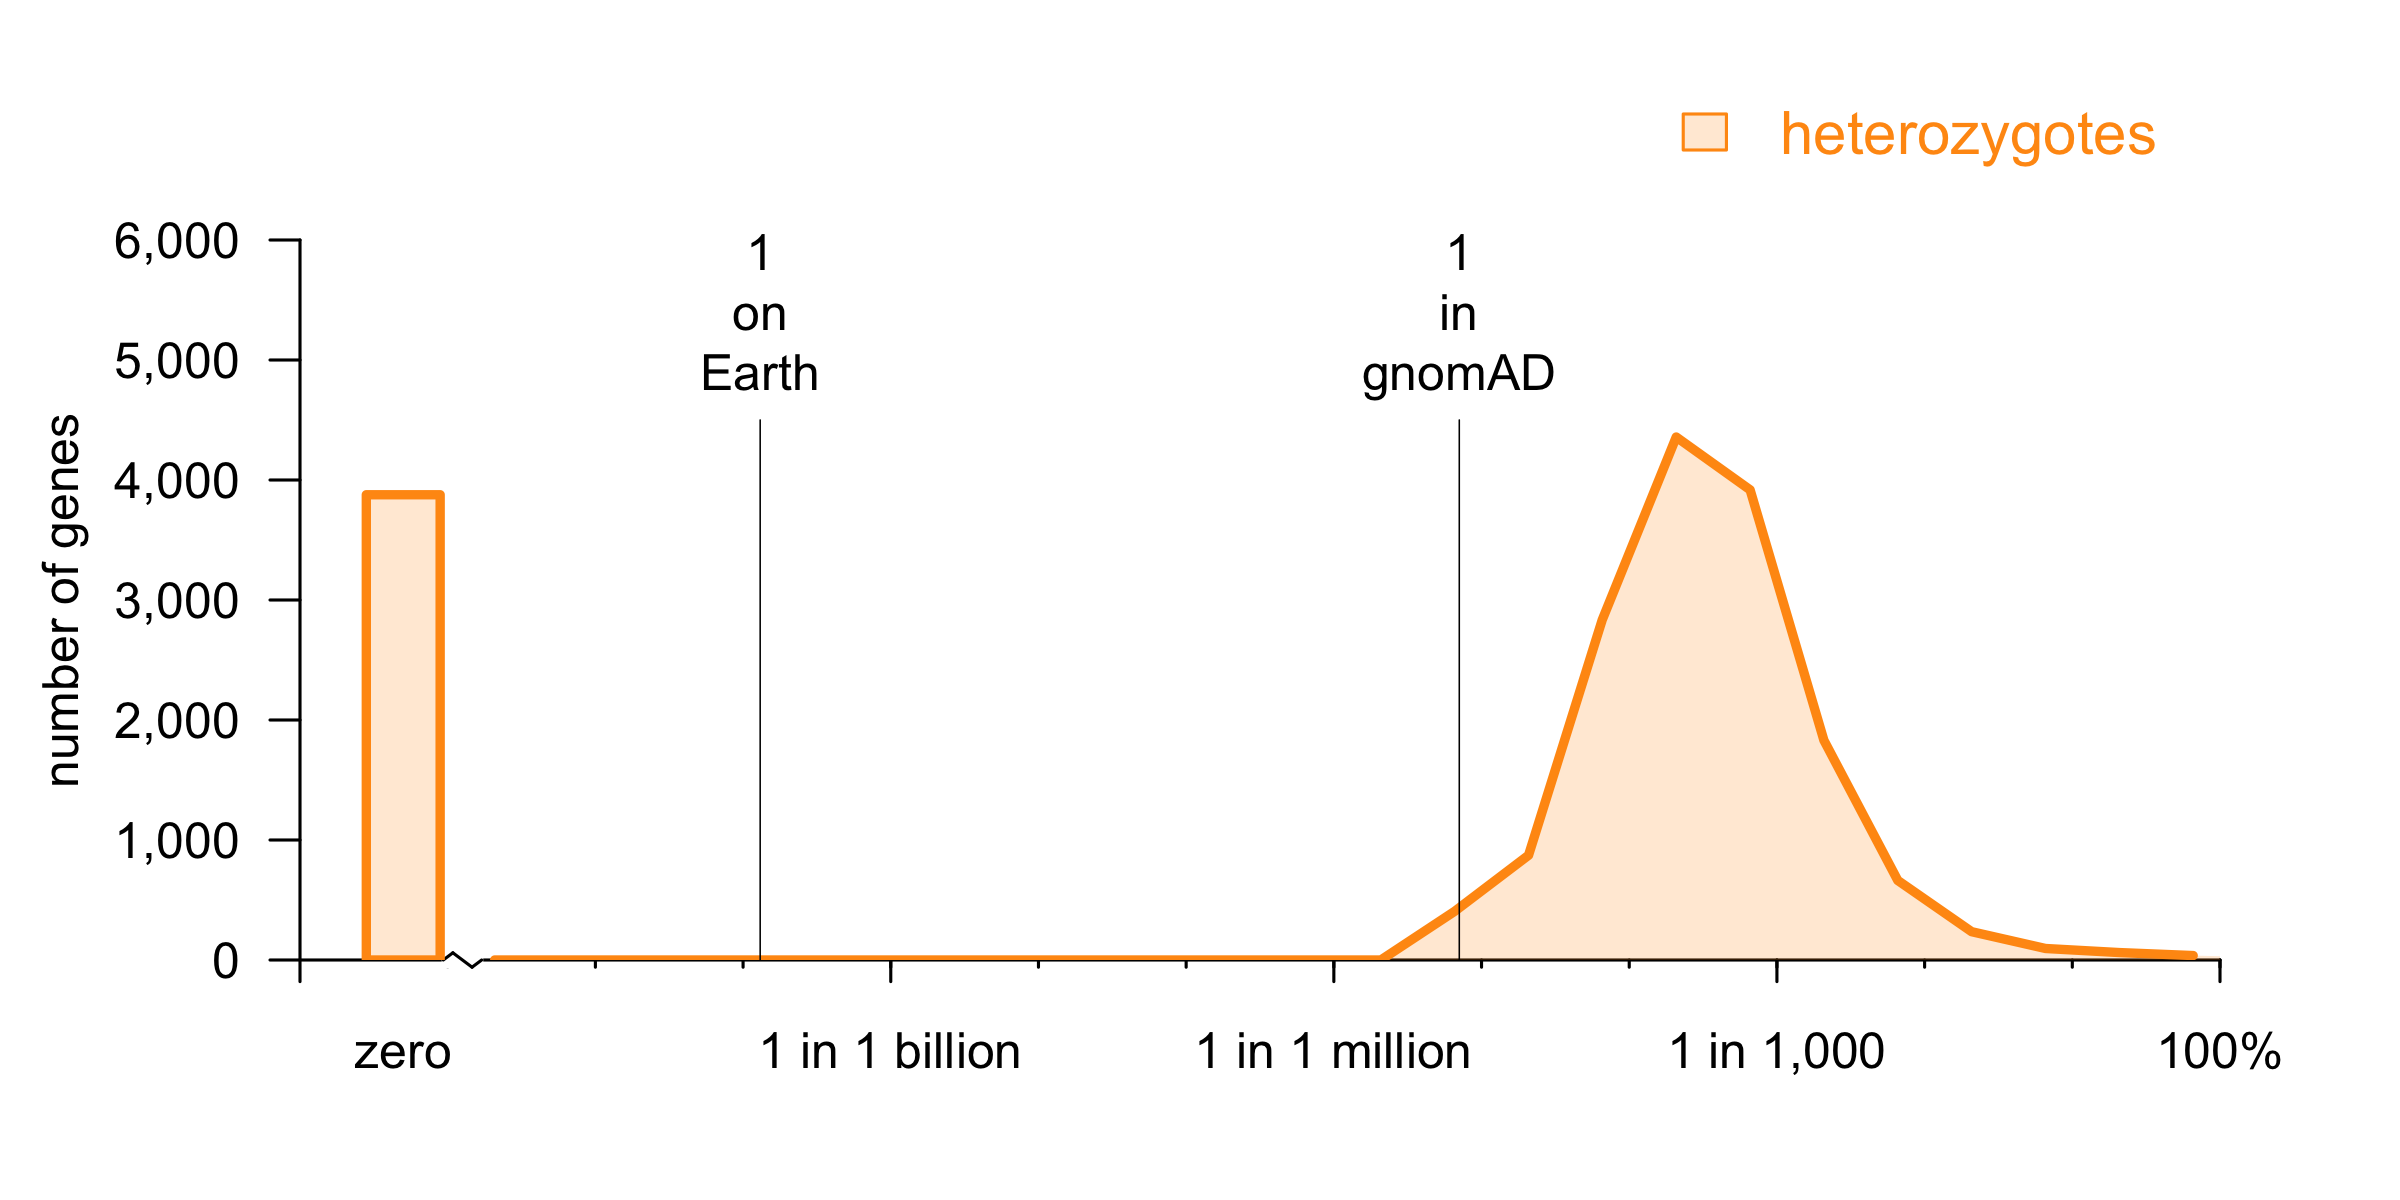 heterozygotes
6,000
5,000
4,000
3,000
2,000
1,000
0
number of genes
1
on
Earth
1
in
gnomAD
zero
1 in 1 billion
1 in 1 million
1 in 1,000
100%